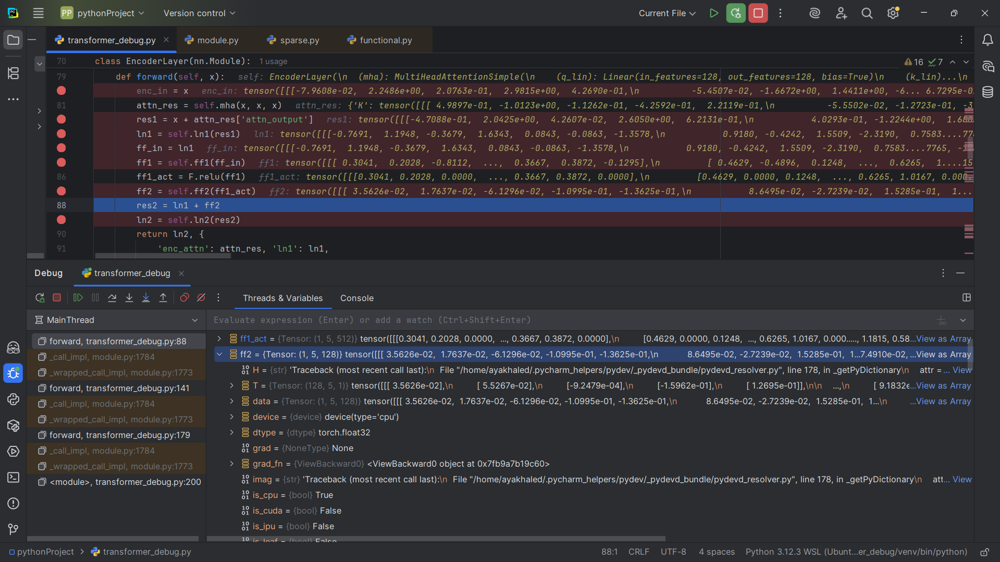 PP pythonProject Version control Current File
transformer_debug.py module.py sparse.py functional.py
70 class EncoderLayer(nn.Module): 1 usage 16 7
79 def forward(self, x): self: EncoderLayer(\n (mha): MultiHeadAttentionSimple(\n (q_lin): Linear(in_features=128, out_features=128, bias=True)\n (k_lin)...\n
enc_in = x enc_in: tensor([[[-7.9608e-02, 2.2486e+00, 2.0763e-01, 2.9815e+00, 4.2690e-01,\n -5.4507e-02, -1.6672e+00, 1.4411e+00, -6... 6.7295e-0
81 attn_res = self.mha(x, x, x) attn_res: {'K': tensor([[[ 4.9897e-01, -1.0123e+00, -1.1262e-01, -4.2592e-01, 2.2119e-01,\n -5.5502e-02, -1.2723e-01, -3
res1 = x + attn_res['attn_output'] res1: tensor([[[-4.7088e-01, 2.0425e+00, 4.2607e-02, 2.6050e+00, 6.2131e-01,\n 4.0293e-01, -1.2244e+00, 1.68
ln1 = self.ln1(res1) ln1: tensor([[[-0.7691, 1.1948, -0.3679, 1.6343, 0.0843, -0.0863, -1.3578,\n 0.9180, -0.4242, 1.5509, -2.3190, 0.7583....77
ff_in = ln1 ff_in: tensor([[[-0.7691, 1.1948, -0.3679, 1.6343, 0.0843, -0.0863, -1.3578,\n 0.9180, -0.4242, 1.5509, -2.3190, 0.7583....7765, -1
ff1 = self.ff1(ff_in) ff1: tensor([[[ 0.3041, 0.2028, -0.8112, ..., 0.3667, 0.3872, -0.1295],\n [ 0.4629, -0.4896, 0.1248, ..., 0.6265, 1....15
86 ff1_act = F.relu(ff1) ff1_act: tensor([[[0.3041, 0.2028, 0.0000, ..., 0.3667, 0.3872, 0.0000],\n [0.4629, 0.0000, 0.1248, ..., 0.6265, 1.0167, 0.000
ff2 = self.ff2(ff1_act) ff2: tensor([[[ 3.5626e-02, 1.7637e-02, -6.1296e-02, -1.0995e-01, -1.3625e-01,\n 8.6495e-02, -2.7239e-02, 1.5285e-01, 1...
88 res2 = ln1 + ff2
ln2 = self.ln2(res2)
90 return ln2, {
91 'enc_attn': attn_res, 'ln1': ln1,
Debug transformer_debug
Threads & Variables Console
MainThread Evaluate expression (Enter) or add a watch (Ctrl+Shift+Enter)
forward, transformer_debug.py:88
_call_impl, module.py:1784
_wrapped_call_impl, module.py:1773
forward, transformer_debug.py:141
_call_impl, module.py:1784
_wrapped_call_impl, module.py:1773
forward, transformer_debug.py:179
_call_impl, module.py:1784
_wrapped_call_impl, module.py:1773
<module>, transformer_debug.py:200
ff1_act = {Tensor: (1, 5, 512)} tensor([[[0.3041, 0.2028, 0.0000, ..., 0.3667, 0.3872, 0.0000],\n [0.4629, 0.0000, 0.1248, ..., 0.6265, 1.0167, 0.000....., 1.1815, 0.58...View as Array
ff2 = {Tensor: (1, 5, 128)} tensor([[[ 3.5626e-02, 1.7637e-02, -6.1296e-02, -1.0995e-01, -1.3625e-01,\n 8.6495e-02, -2.7239e-02, 1.5285e-01, 1...7.4910e-02, ...View as Array
H = {str} 'Traceback (most recent call last):\n File "/home/ayakhaled/.pycharm_helpers/pydev/_pydevd_bundle/pydevd_resolver.py", line 178, in _getPyDictionary\n attr =... View
T = {Tensor: (128, 5, 1)} tensor([[[ 3.5626e-02],\n [ 5.5267e-02],\n [-9.2479e-04],\n [-1.5962e-01],\n [ 1.2695e-01]],\n\n ...,\n [ 9.1832e...View as Array
data = {Tensor: (1, 5, 128)} tensor([[[ 3.5626e-02, 1.7637e-02, -6.1296e-02, -1.0995e-01, -1.3625e-01,\n 8.6495e-02, -2.7239e-02, 1.5285e-01, 1...\n ...View as Array
device = {device} device(type='cpu')
dtype = {dtype} torch.float32
grad = {NoneType} None
grad_fn = {ViewBackward0} <ViewBackward0 object at 0x7fb9a7b19c60>
imag = {str} 'Traceback (most recent call last):\n File "/home/ayakhaled/.pycharm_helpers/pydev/_pydevd_bundle/pydevd_resolver.py", line 178, in _getPyDictionary\n att... View
is_cpu = {bool} True
is_cuda = {bool} False
is_ipu = {bool} False
is_leaf = {bool} False
pythonProject transformer_debug.py 88:1 CRLF UTF-8 4 spaces Python 3.12.3 WSL (Ubunt...er_debug/venv/bin/python)